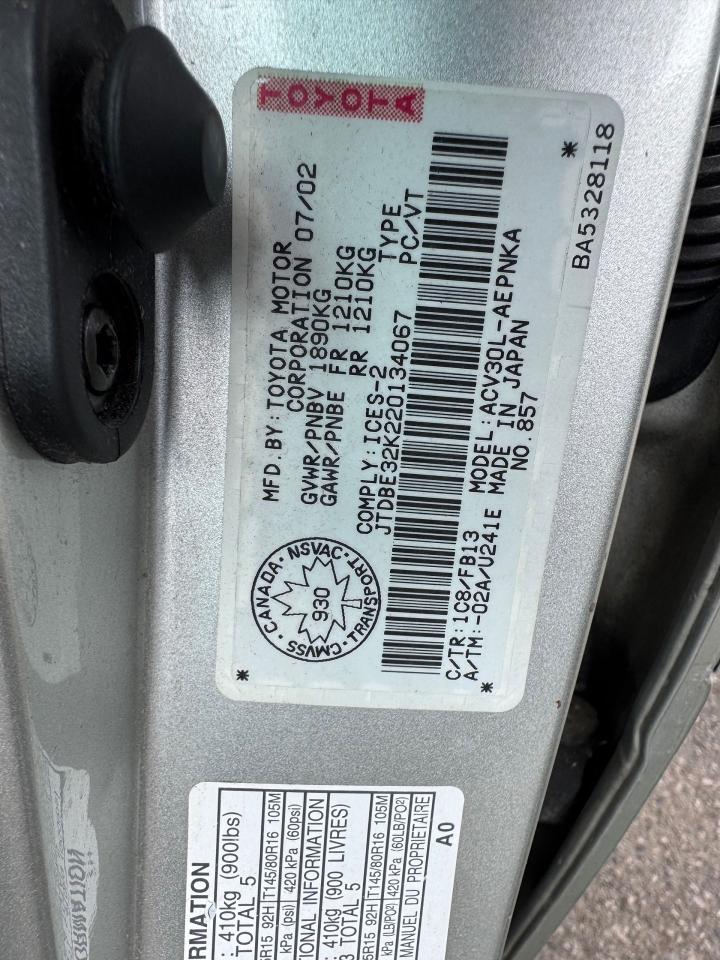 TOYOTA
MFD.BY:TOYOTA MOTOR
CORPORATION 07/02
GVWR/PNBV 1890KG
GAWR/PNBE FR 1210KG
RR 1210KG
COMPLY:ICES-2 TYPE
JTDBE32K220134067 PC/VT
CANADA · NSVAC · TRANSPORT · CMVSS ·
930
C/TR:1C8/FB13 MODEL:ACV30L-AEPNKA
A/TM:-02A/U241E MADE IN JAPAN
NO.857
* *
* BA5328118
RMATION
: 410kg (900lbs)
TOTAL 5
5R15 92H T145/80R16 105M
kPa (psi) 420 kPa (60psi)
IONAL INFORMATION
: 410kg (900 LIVRES)
3 TOTAL 5
5R15 92H T145/80R16 105M
kPa (LB/PO²) 420 kPa (60LB/PO²)
MANUEL DU PROPRIETAIRE
A0